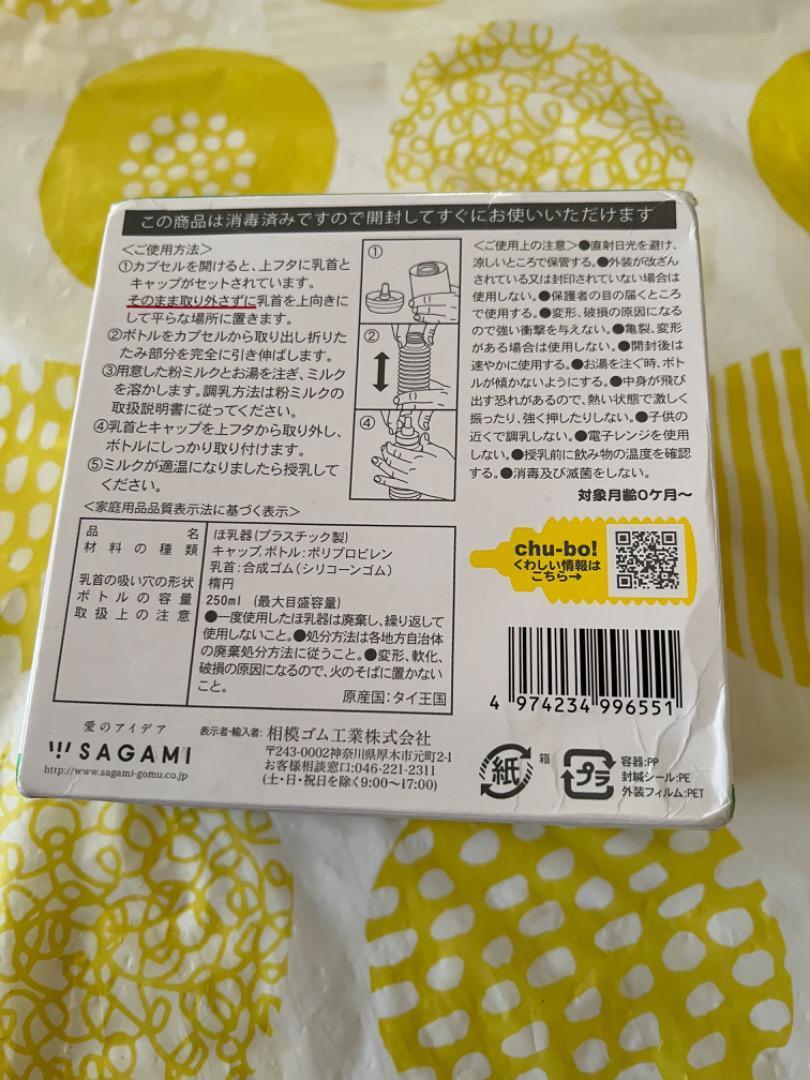 この商品は消毒済みですので開封してすぐにお使いいただけます
<ご使用方法>
①カプセルを開けると、上フタに乳首と
キャップがセットされています。
そのまま取り外さずに乳首を上向きに
して平らな場所に置きます。
②ボトルをカプセルから取り出し折りた
たみ部分を完全に引き伸ばします。
③用意した粉ミルクとお湯を注ぎ、ミルク
を溶かします。調乳方法は粉ミルクの
取扱説明書に従ってください。
④乳首とキャップを上フタから取り外し、
ボトルにしっかり取り付けます。
⑤ミルクが適温になりましたら授乳して
ください。
①
②
④
<ご使用上の注意>●直射日光を避け、
涼しいところで保管する。●外装が改ざん
されている又は封印されていない場合は
使用しない。●保護者の目の届くところ
で使用する。●変形、破損の原因になる
ので強い衝撃を与えない。●亀裂、変形
がある場合は使用しない。●開封後は
速やかに使用する。●お湯を注ぐ時、ボト
ルが傾かないようにする。●中身が飛び
出す恐れがあるので、熱い状態で激しく
振ったり、強く押したりしない。●子供の
近くで調乳しない。●電子レンジを使用
しない。●授乳前に飲み物の温度を確認
する。●消毒及び滅菌をしない。
対象月齢0ケ月〜
<家庭用品品質表示法に基づく表示>
品名 ほ乳器(プラスチック製)
材料の種類 キャップ、ボトル:ポリプロピレン
乳首:合成ゴム(シリコーンゴム)
乳首の吸い穴の形状 楕円
ボトルの容量 250ml (最大目盛容量)
取扱上の注意 ●一度使用したほ乳器は廃棄し、繰り返して
使用しないこと。●処分方法は各地方自治体
の廃棄処分方法に従うこと。●変形、軟化、
破損の原因になるので、火のそばに置かない
こと。
原産国:タイ王国
chu-bo!
くわしい情報は
こちら→
4 974234 996551
愛のアイデア
SAGAMI
http://www.sagami-gomu.co.jp
表示者・輸入者: 相模ゴム工業株式会社
〒243-0002神奈川県厚木市元町2-1
お客様相談窓口:046-221-2311
(土・日・祝日を除く9:00〜17:00)
紙
箱
プラ
容器:PP
封緘シール:PE
外装フィルム:PET